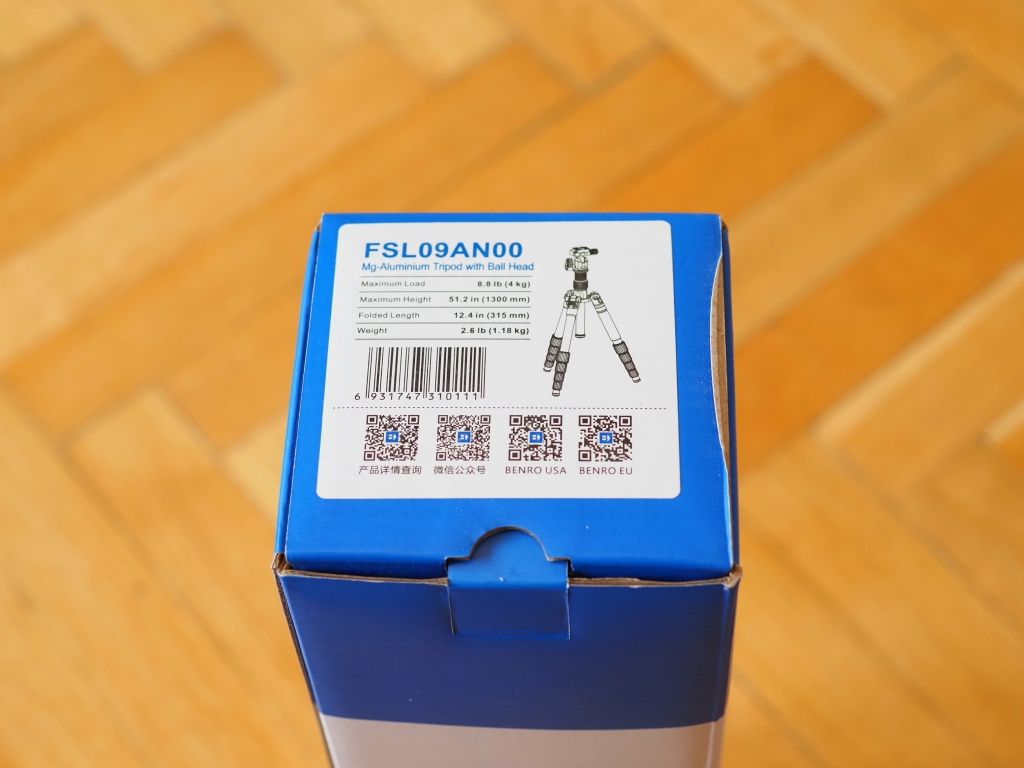 FSL09AN00
Mg-Aluminium Tripod with Ball Head
Maximum Load 8.8 lb (4 kg)
Maximum Height 51.2 in (1300 mm)
Folded Length 12.4 in (315 mm)
Weight 2.6 lb (1.18 kg)
6 931747 310111
产品详情查询 微信公众号 BENRO USA BENRO EU